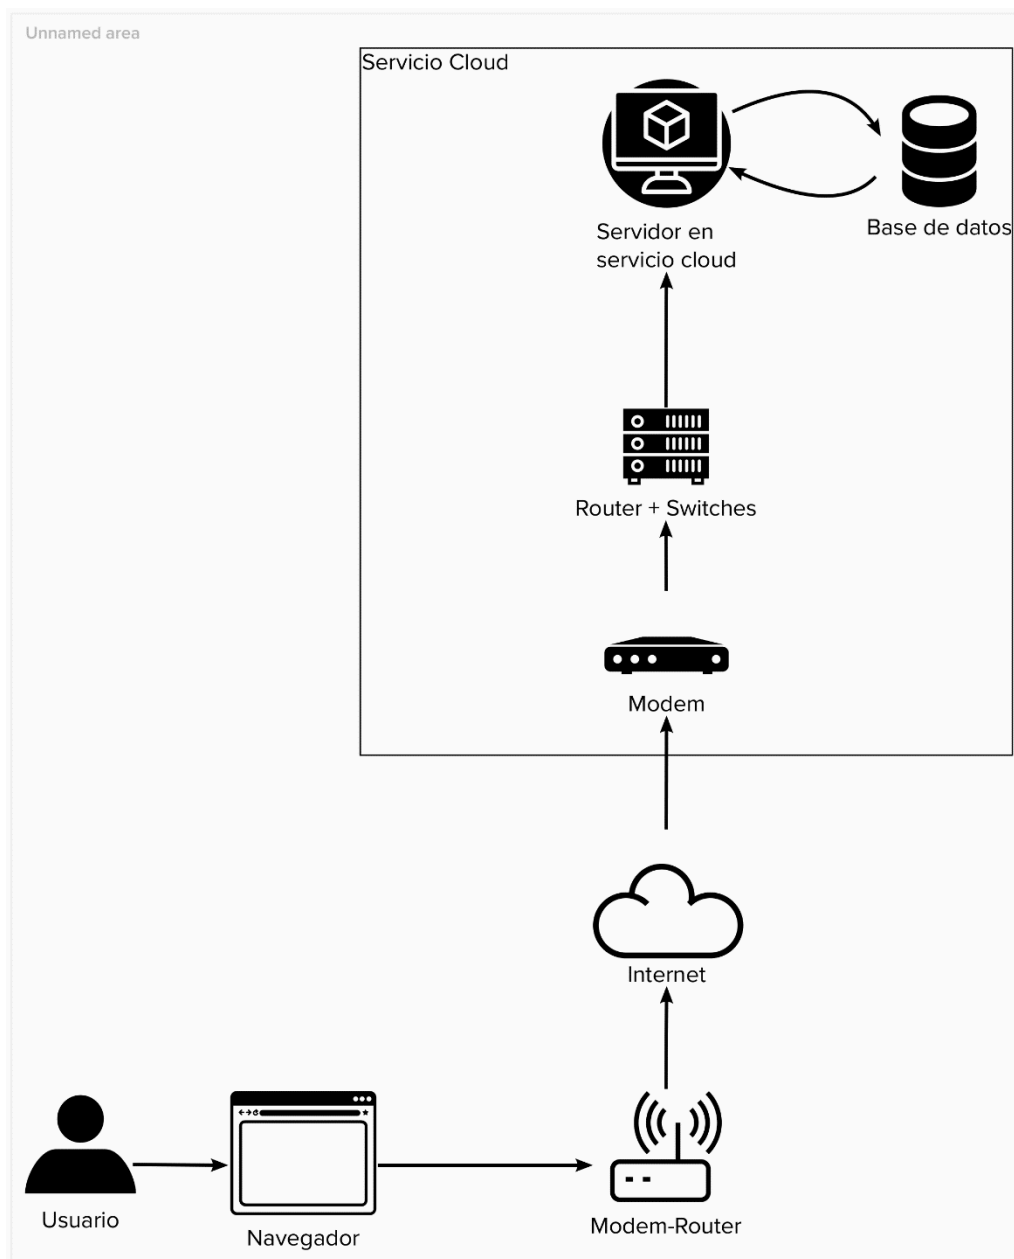 Unnamed area
Servicio Cloud
Base de datos
Servidor en
servicio cloud
Router + Switches
Modem
Internet
Usuario
Navegador
Modem-Router